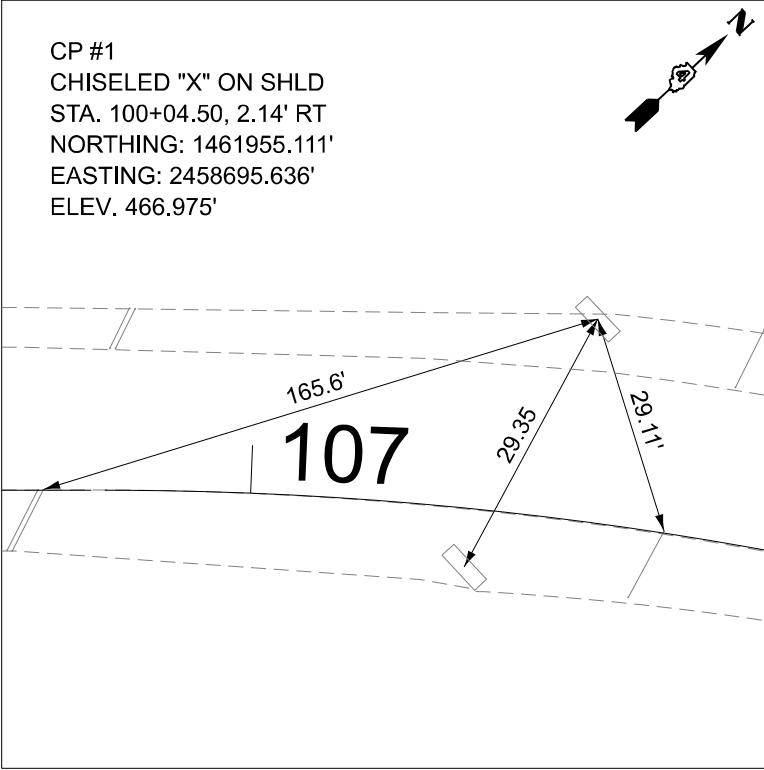 CP #1
CHISELED "X" ON SHLD
STA. 100+04.50, 2.14' RT
NORTHING: 1461955.111'
EASTING: 2458695.636'
ELEV. 466.975'
N
4
165.6'
107
29.35
29.11'